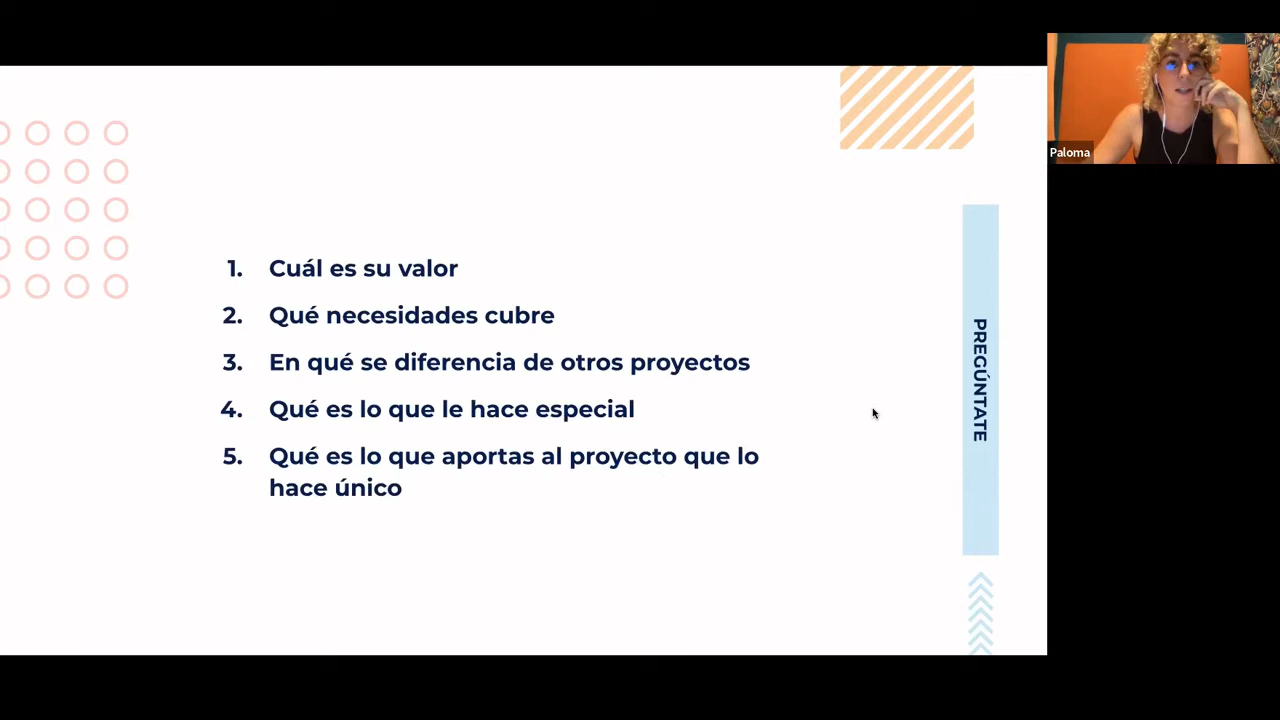 1. Cuál es su valor
2. Qué necesidades cubre
3. En qué se diferencia de otros proyectos
4. Qué es lo que le hace especial
5. Qué es lo que aportas al proyecto que lo
hace único
PREGÚNTATE
Paloma